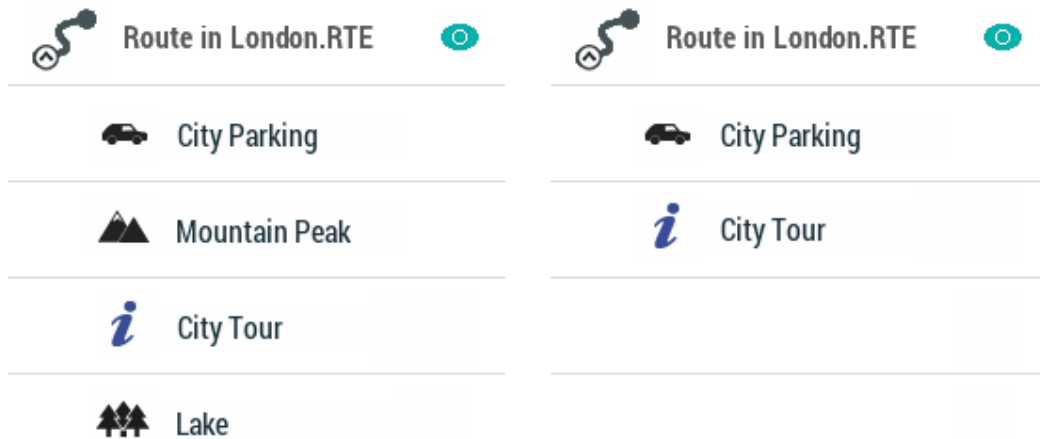 Route in London.RTE
City Parking
Mountain Peak
City Tour
Lake
Route in London.RTE
City Parking
City Tour